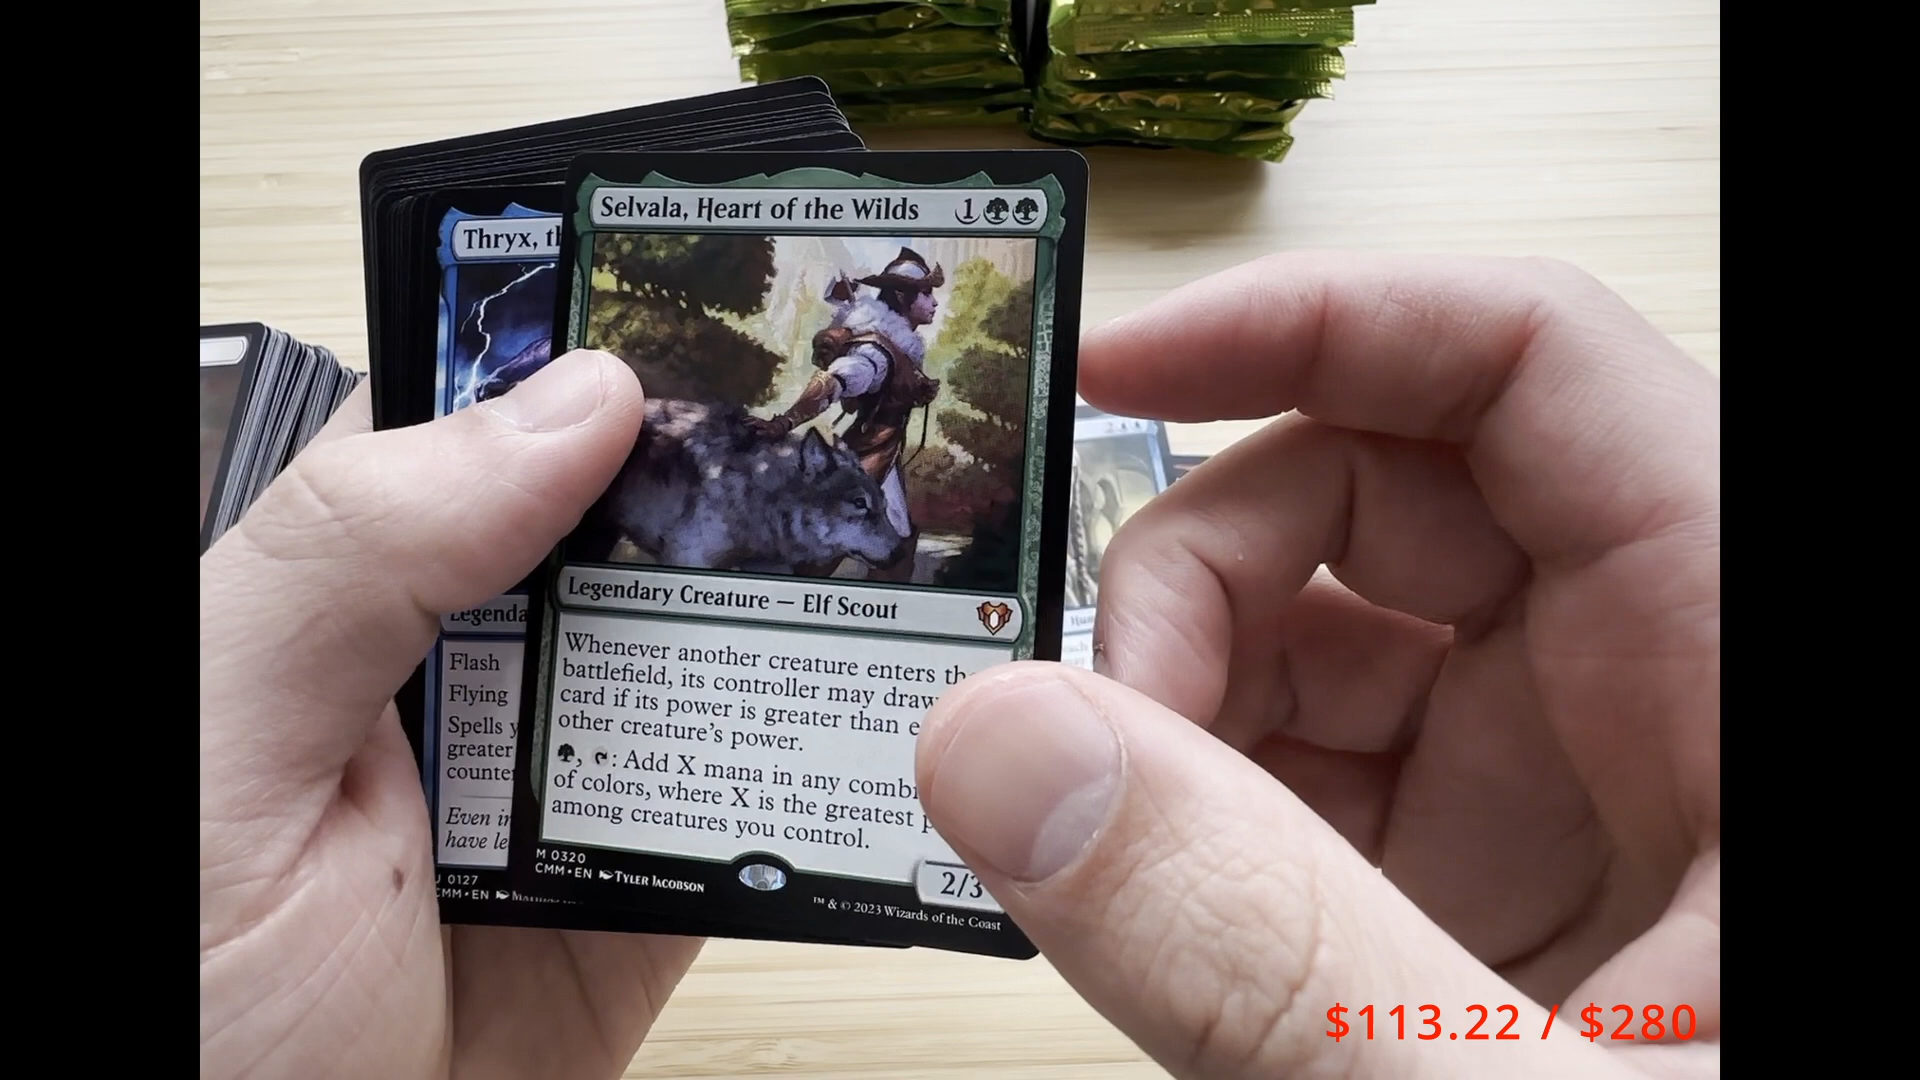 Selvala, Heart of the Wilds 1
Legendary Creature — Elf Scout
Whenever another creature enters the
battlefield, its controller may draw
card if its power is greater than
other creature's power.
: Add X mana in any
of colors, where X is the greatest
among creatures you control.
M 0320
CMM • EN TYLER JACOBSON
2/3
™ & © 2023 Wizards of the Coast
Thryx,
Legenda
Flash
Flying
Spells
greater
counte
Even in
have le
0127
CMM • EN
$113.22 / $280